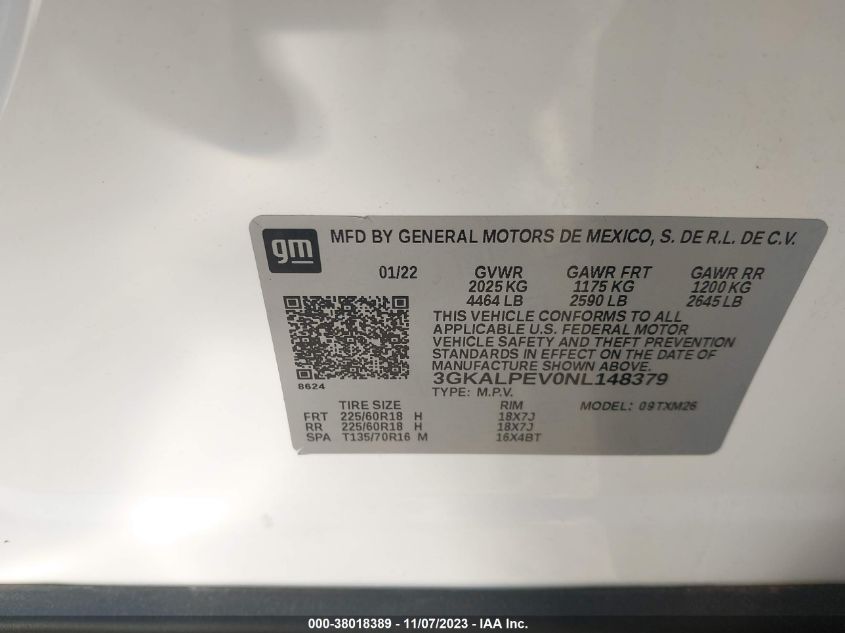 gm
MFD BY GENERAL MOTORS DE MEXICO, S. DE R.L. DE C.V.
01/22 GVWR GAWR FRT GAWR RR
2025 KG 1175 KG 1200 KG
4464 LB 2590 LB 2645 LB
THIS VEHICLE CONFORMS TO ALL
APPLICABLE U.S. FEDERAL MOTOR
VEHICLE SAFETY AND THEFT PREVENTION
STANDARDS IN EFFECT ON THE DATE OF
MANUFACTURE SHOWN ABOVE.
8624
3GKALPEV0NL148379
TYPE: M.P.V.
TIRE SIZE RIM MODEL: 09TXM26
FRT 225/60R18 H 18X7J
RR 225/60R18 H 18X7J
SPA T135/70R16 M 16X4BT
000-38018389 - 11/07/2023 - IAA Inc.